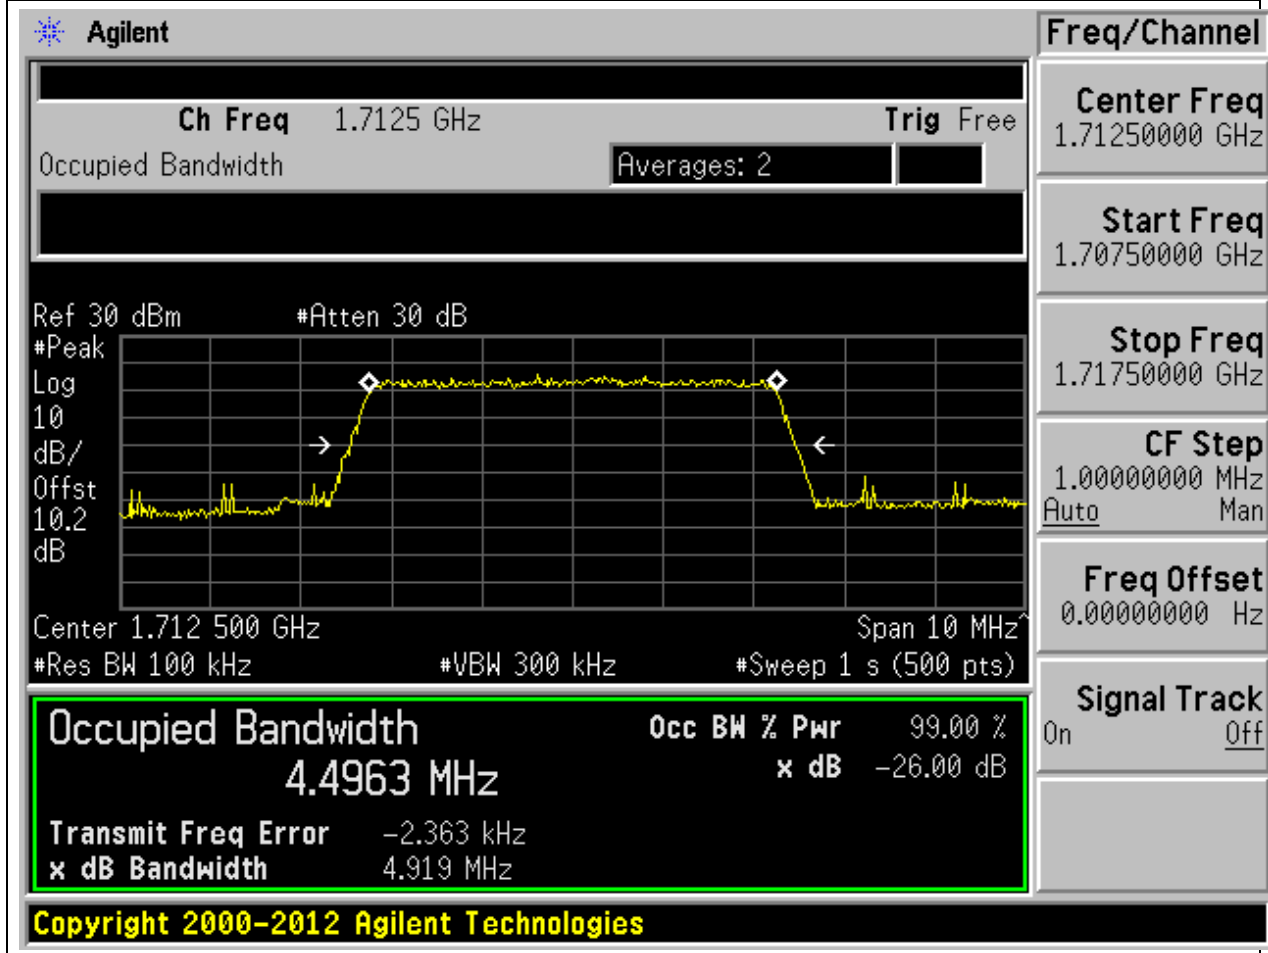 Agilent
Freq/Channel
Ch Freq 1.7125 GHz Trig Free
Occupied Bandwidth Averages: 2
Center Freq
1.71250000 GHz
Start Freq
1.70750000 GHz
Stop Freq
1.71750000 GHz
CF Step
1.00000000 MHz
Auto Man
Freq Offset
0.00000000 Hz
Signal Track
On Off
Ref 30 dBm #Atten 30 dB
#Peak
Log
10
dB/
Offst
10.2
dB
Center 1.712 500 GHz Span 10 MHz^
#Res BW 100 kHz #VBW 300 kHz #Sweep 1 s (500 pts)
Occupied Bandwidth Occ BW % Pwr 99.00 %
4.4963 MHz x dB -26.00 dB
Transmit Freq Error -2.363 kHz
x dB Bandwidth 4.919 MHz
Copyright 2000-2012 Agilent Technologies